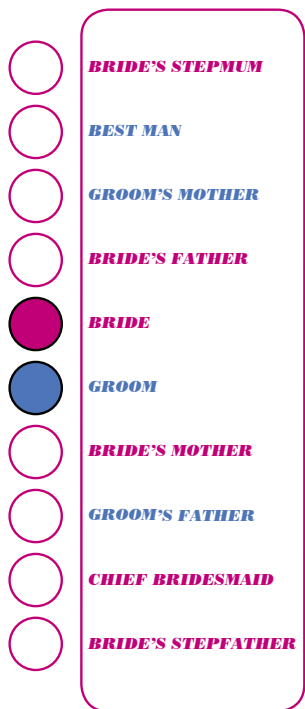 BRIDE'S STEPMUM
BEST MAN
GROOM'S MOTHER
BRIDE'S FATHER
BRIDE
GROOM
BRIDE'S MOTHER
GROOM'S FATHER
CHIEF BRIDESMAID
BRIDE'S STEPFATHER